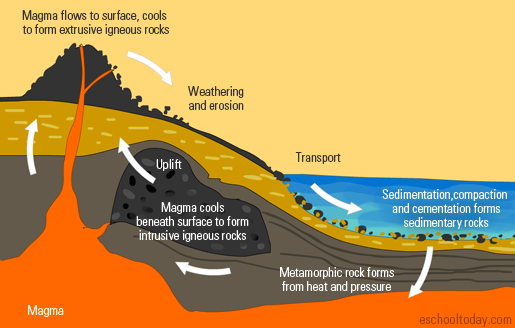 Magma flows to surface, cools
to form extrusive igneous rocks
Weathering
and erosion
Transport
Uplift
Sedimentation,compaction
and cementation forms
sedimentary rocks
Magma cools
beneath surface to form
intrusive igneous rocks
Metamorphic rock forms
from heat and pressure
Magma
eschooltoday.com